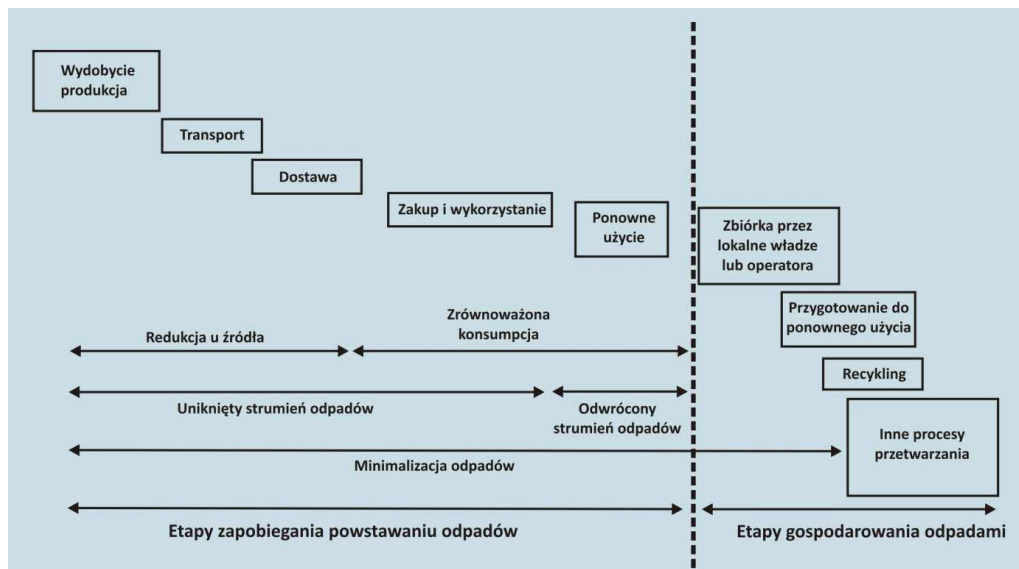 Wydobycie
produkcja
Transport
Dostawa
Zakup i wykorzystanie
Ponowne
użycie
Zbiórka przez
lokalne władze
lub operatora
Przygotowanie do
ponownego użycia
Recykling
Inne procesy
przetwarzania
Redukcja u źródła
Zrównoważona
konsumpcja
Uniknięty strumień odpadów
Odwrócony
strumień odpadów
Minimalizacja odpadów
Etapy zapobiegania powstawaniu odpadów
Etapy gospodarowania odpadami